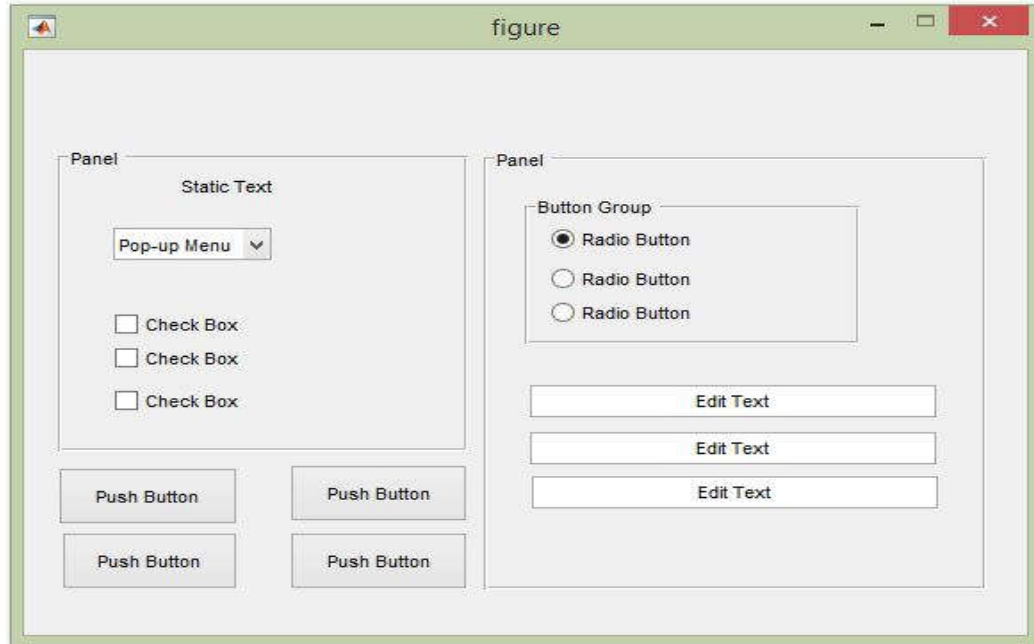 figure
Panel
Static Text
Pop-up Menu
Check Box
Check Box
Check Box
Push Button
Push Button
Push Button
Push Button
Panel
Button Group
Radio Button
Radio Button
Radio Button
Edit Text
Edit Text
Edit Text